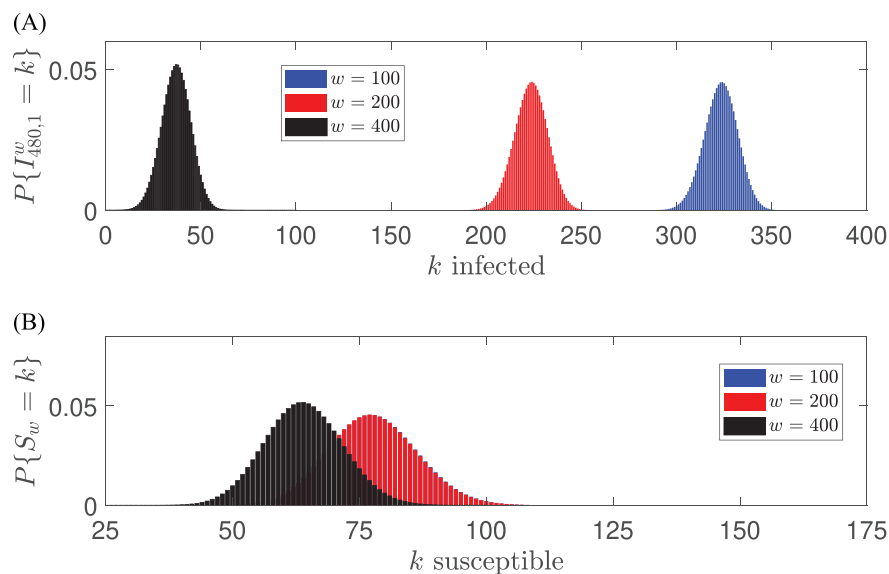 (A)
P{I^w_{480,1} = k}
0.05
0
w = 100
w = 200
w = 400
0 50 100 150 200 250 300 350 400
k infected
(B)
P{S_w = k}
0.05
0
w = 100
w = 200
w = 400
25 50 75 100 125 150 175
k susceptible